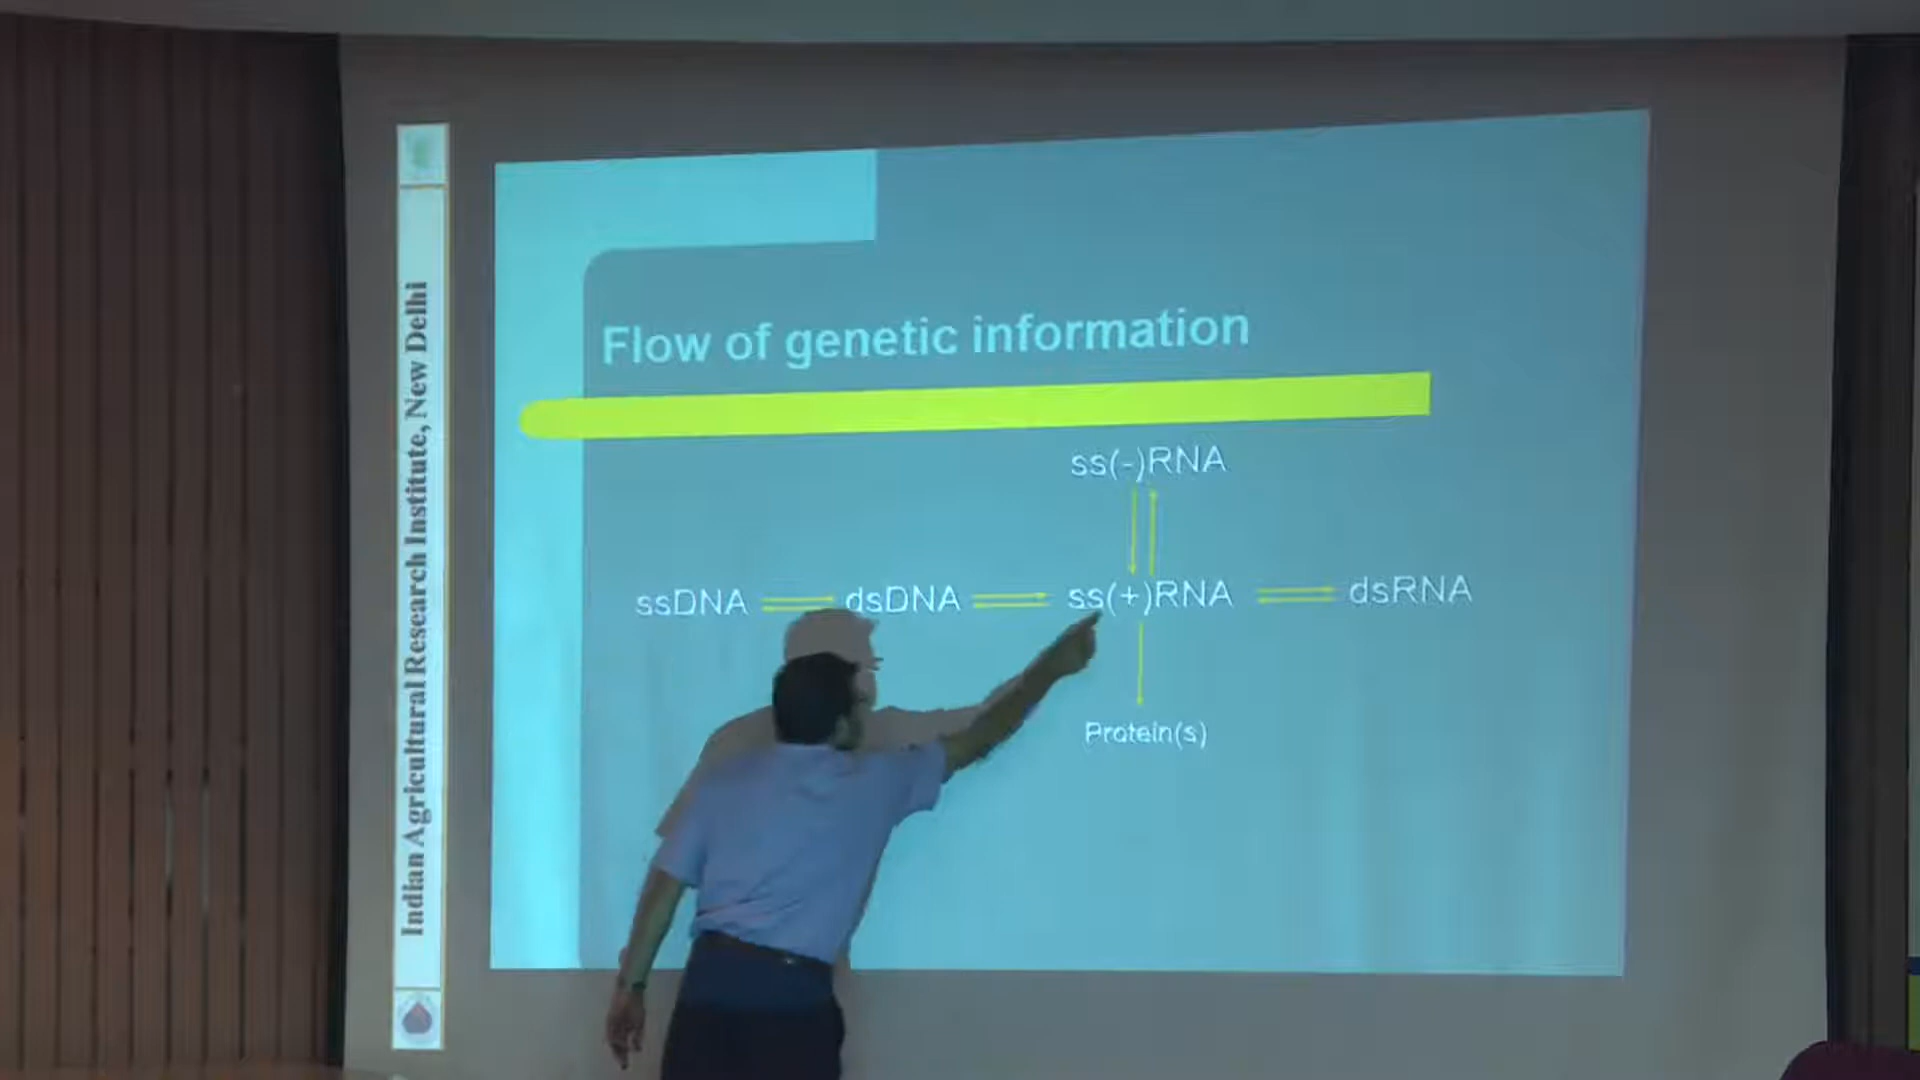 Indian Agricultural Research Institute, New Delhi
Flow of genetic information
ss(-)RNA
ssDNA dsDNA ss(+)RNA dsRNA
Protein(s)